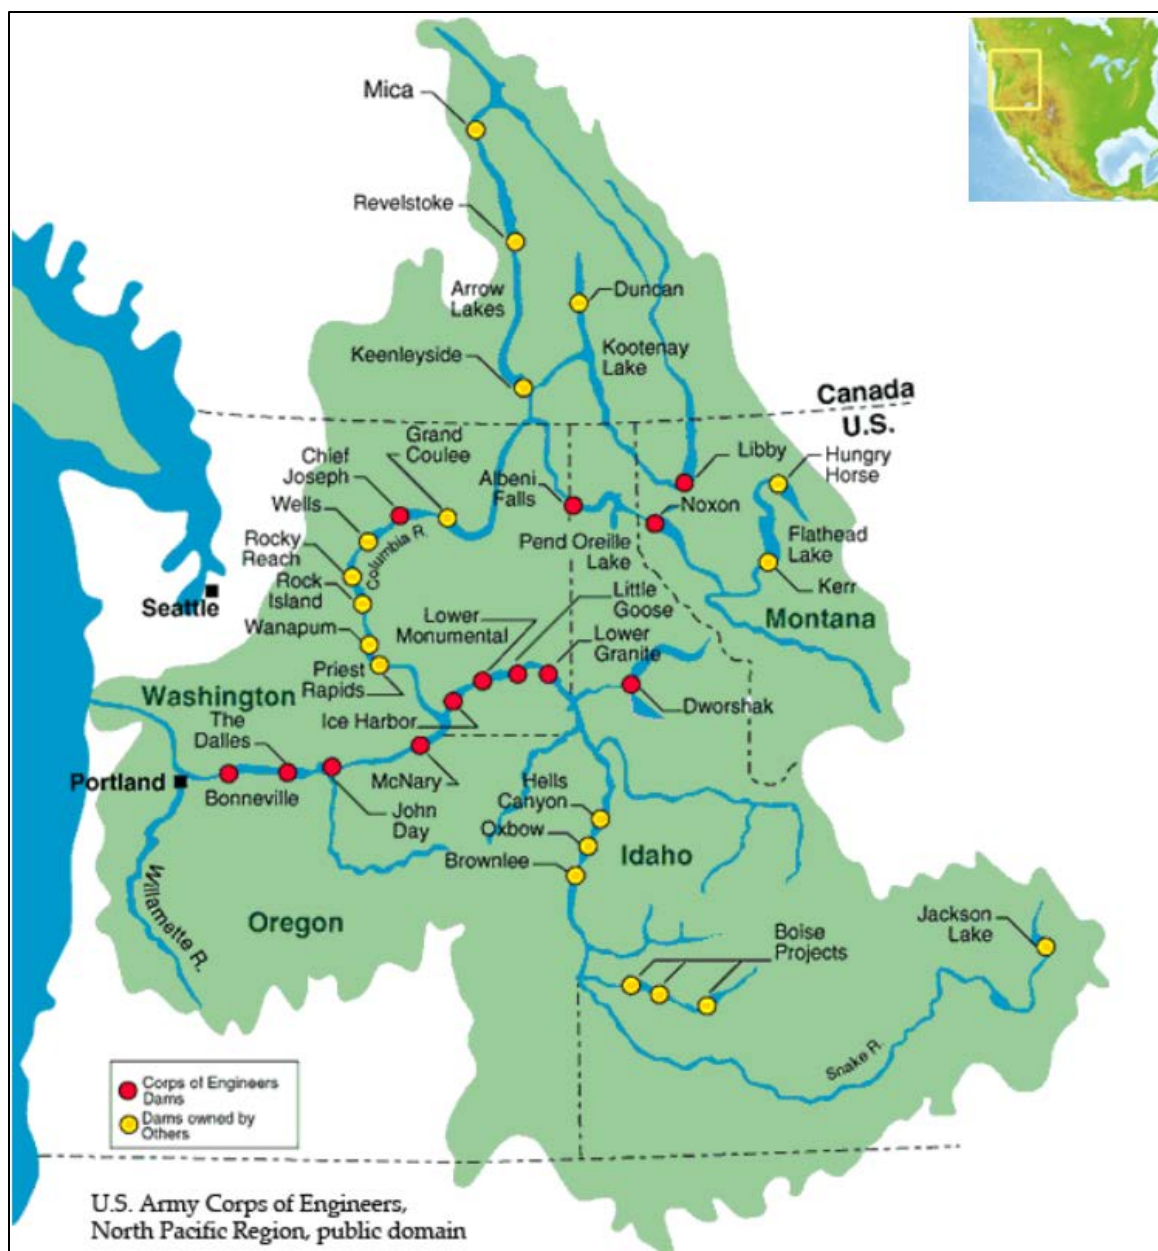 Mica
Revelstoke
Arrow
Lakes
Duncan
Keenleyside
Kootenay
Lake
Canada
U.S.
Grand
Coulee
Chief
Joseph
Albeni
Falls
Libby
Hungry
Horse
Wells
Noxon
Columbia R.
Rocky
Reach
Pend Oreille
Lake
Flathead
Lake
Rock
Island
Kerr
Seattle
Little
Goose
Wanapum
Lower
Monumental
Lower
Granite
Montana
Priest
Rapids
Washington
Ice Harbor
Dworshak
The
Dalles
Portland
Bonneville
McNary
John
Day
Hells
Canyon
Oxbow
Brownlee
Idaho
Willamette R.
Oregon
Boise
Projects
Jackson
Lake
Snake R.
Corps of Engineers
Dams
Dams owned by
Others
U.S. Army Corps of Engineers,
North Pacific Region, public domain